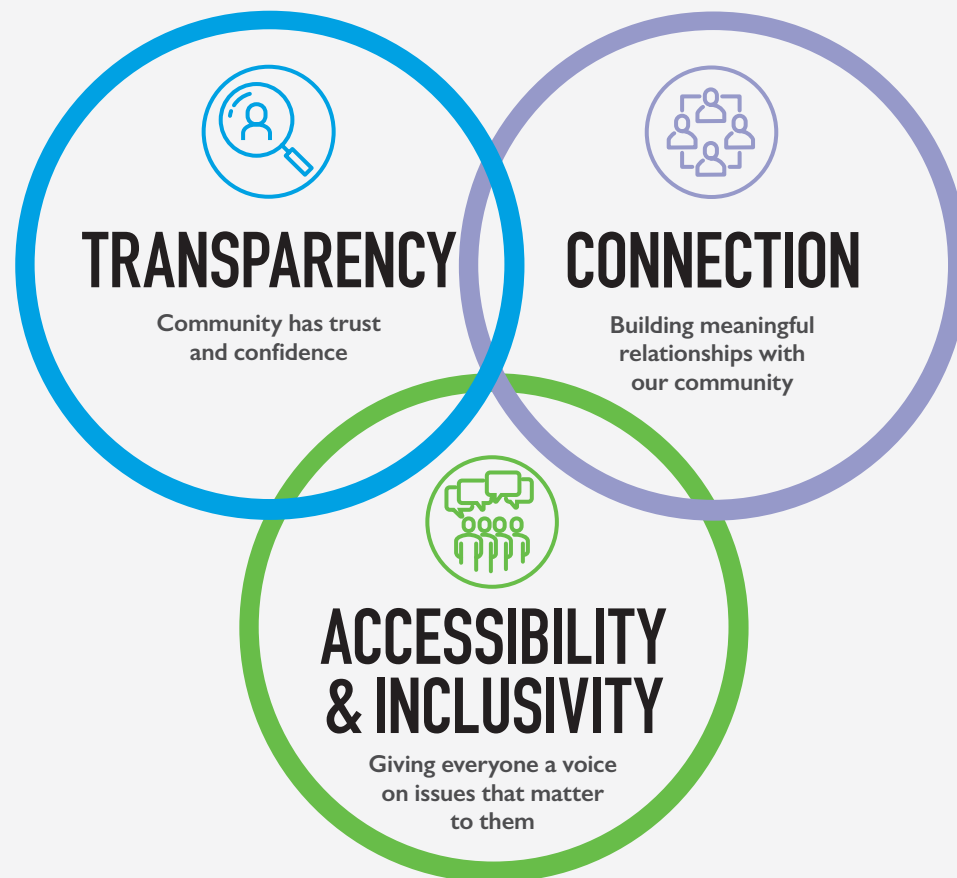 TRANSPARENCY
Community has trust
and confidence
CONNECTION
Building meaningful
relationships with
our community
ACCESSIBILITY
& INCLUSIVITY
Giving everyone a voice
on issues that matter
to them